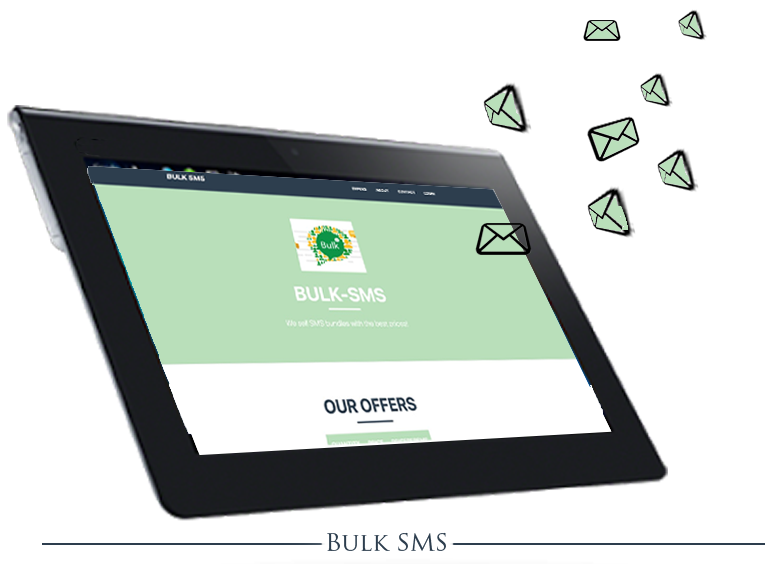 BULK SMS
OFFERS ABOUT CONTACT LOGIN
Bulk
BULK-SMS
We sell SMS bundles with the best prices!
OUR OFFERS
Bulk SMS